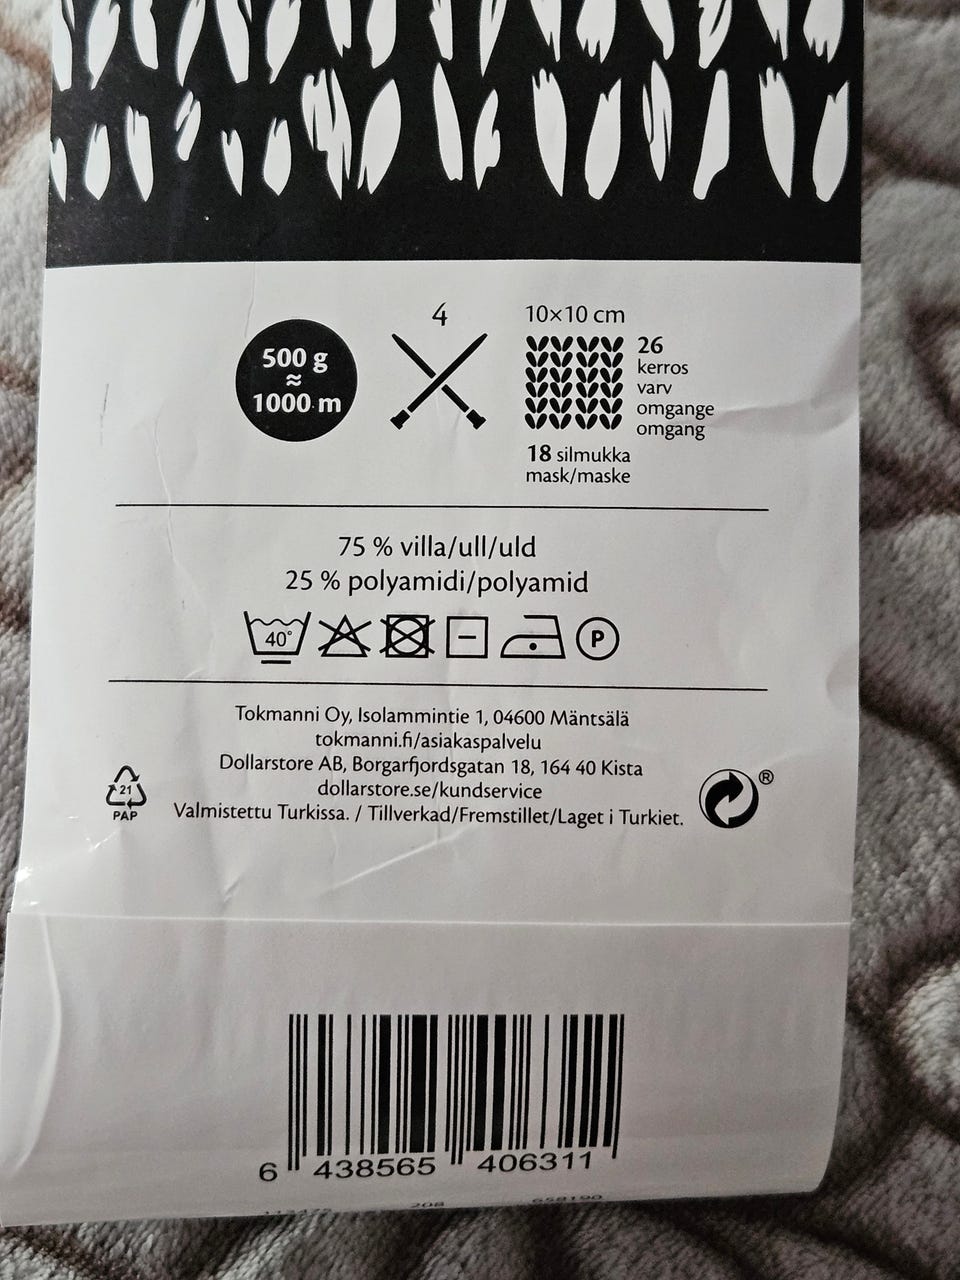 500 g
≈
1000 m
4
10×10 cm
26
kerros
varv
omgange
omgang
18 silmukka
mask/maske
75 % villa/ull/uld
25 % polyamidi/polyamid
40°
P
Tokmanni Oy, Isolammintie 1, 04600 Mäntsälä
tokmanni.fi/asiakaspalvelu
Dollarstore AB, Borgarfjordsgatan 18, 164 40 Kista
dollarstore.se/kundservice
Valmistettu Turkissa. / Tillverkad/Fremstillet/Laget i Turkiet.
21
PAP
®
6 438565 406311
208